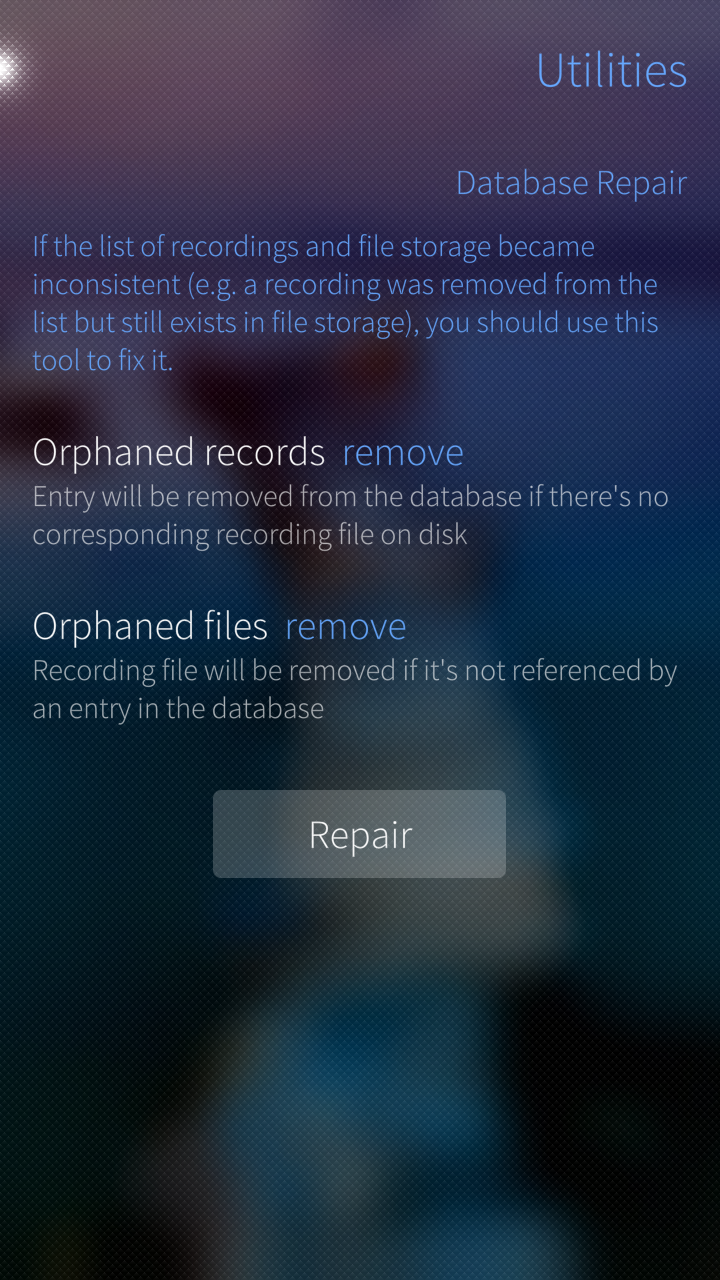 Utilities
Database Repair
If the list of recordings and file storage became
inconsistent (e.g. a recording was removed from the
list but still exists in file storage), you should use this
tool to fix it.
Orphaned records remove
Entry will be removed from the database if there's no
corresponding recording file on disk
Orphaned files remove
Recording file will be removed if it's not referenced by
an entry in the database
Repair